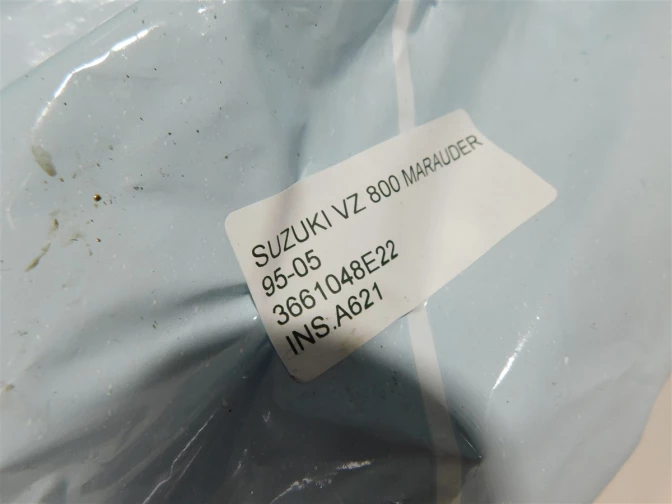 SUZUKI VZ 800 MARAUDER
95-05
3661048E22
INS.A621